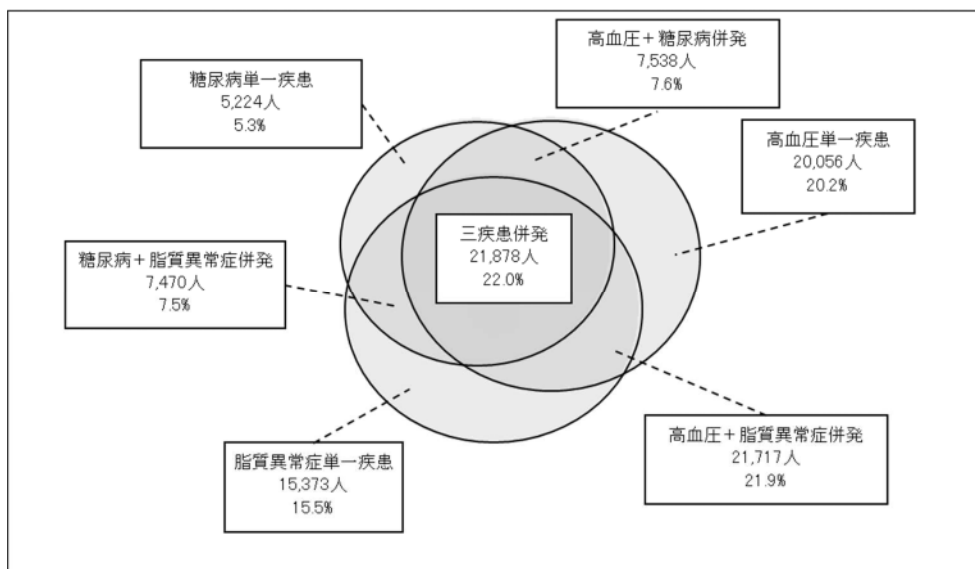 高血圧＋糖尿病併発
7,538人
7.6%
糖尿病単一疾患
5,224人
5.3%
高血圧単一疾患
20,056人
20.2%
三疾患併発
21,878人
22.0%
糖尿病＋脂質異常症併発
7,470人
7.5%
高血圧＋脂質異常症併発
21,717人
21.9%
脂質異常症単一疾患
15,373人
15.5%